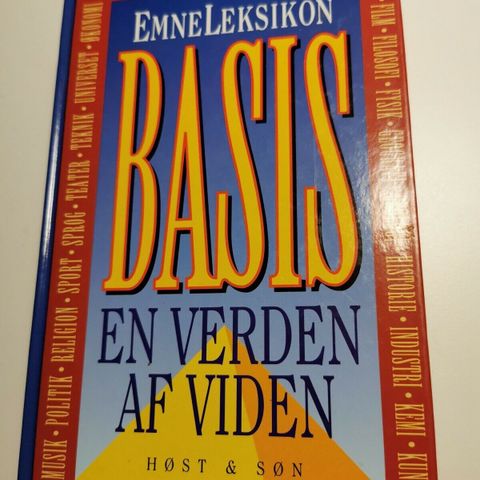 EMNELEKSIKON
BASIS
EN VERDEN
AF VIDEN
HØST & SØN
MUSIK • POLITIK • RELIGION • SPORT • SPROG • TEATER • TEKNIK • UNIVERSET • ØKONOMI
FILM • FILOSOFI • FYSIK • HISTORIE • INDUSTRI • KEMI •